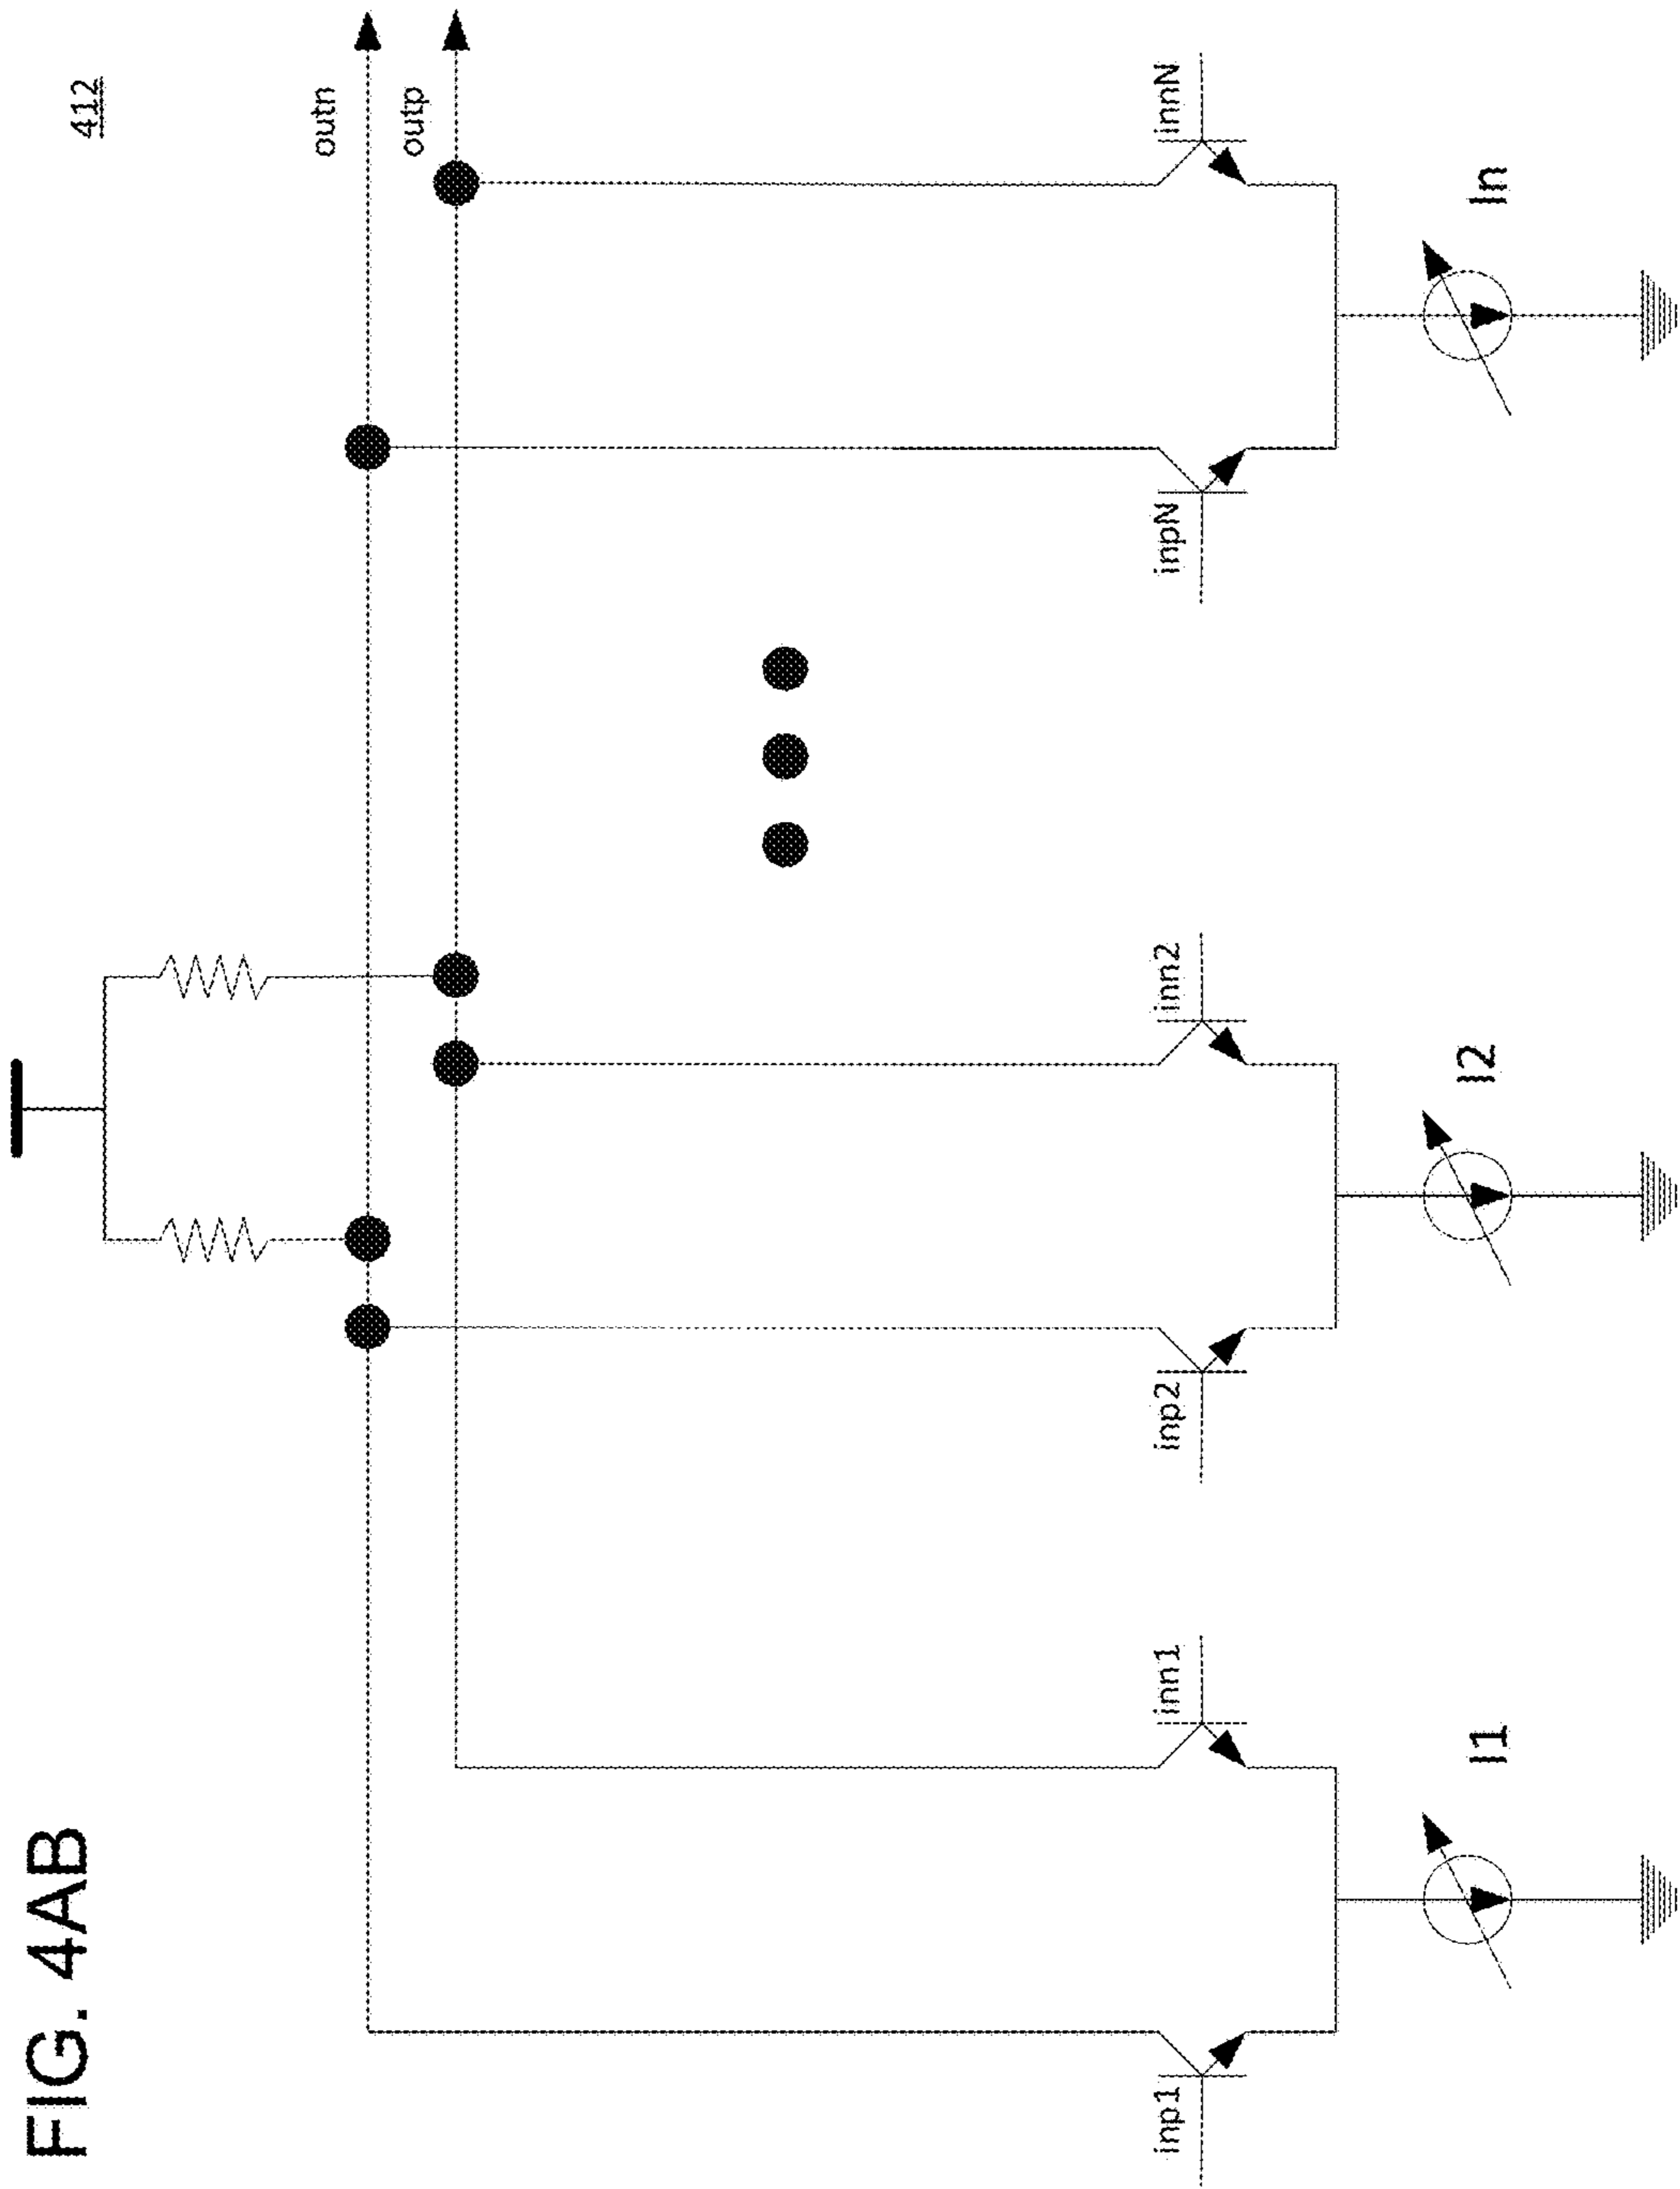 FIG. 4AB
412
outn
outp
inp1
inn1
inp2
inn2
inpN
innN
I1
I2
In